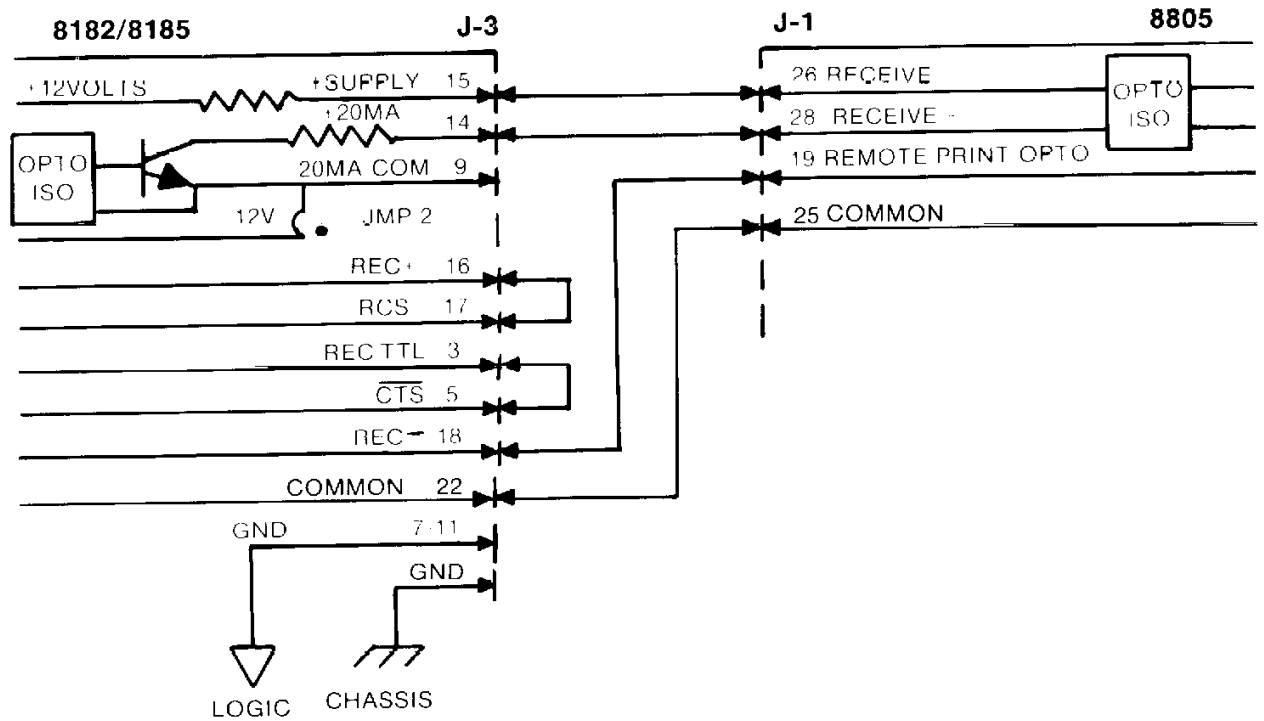 8182/8185 J-3 J-1 8805
+12VOLTS +SUPPLY 15 26 RECEIVE
+20MA 14 28 RECEIVE -
OPTO ISO
OPTO ISO
20MA COM 9 19 REMOTE PRINT OPTO
12V JMP 2 25 COMMON
REC+ 16
RCS 17
REC TTL 3
CTS 5
REC- 18
COMMON 22
GND 7-11
GND
LOGIC CHASSIS